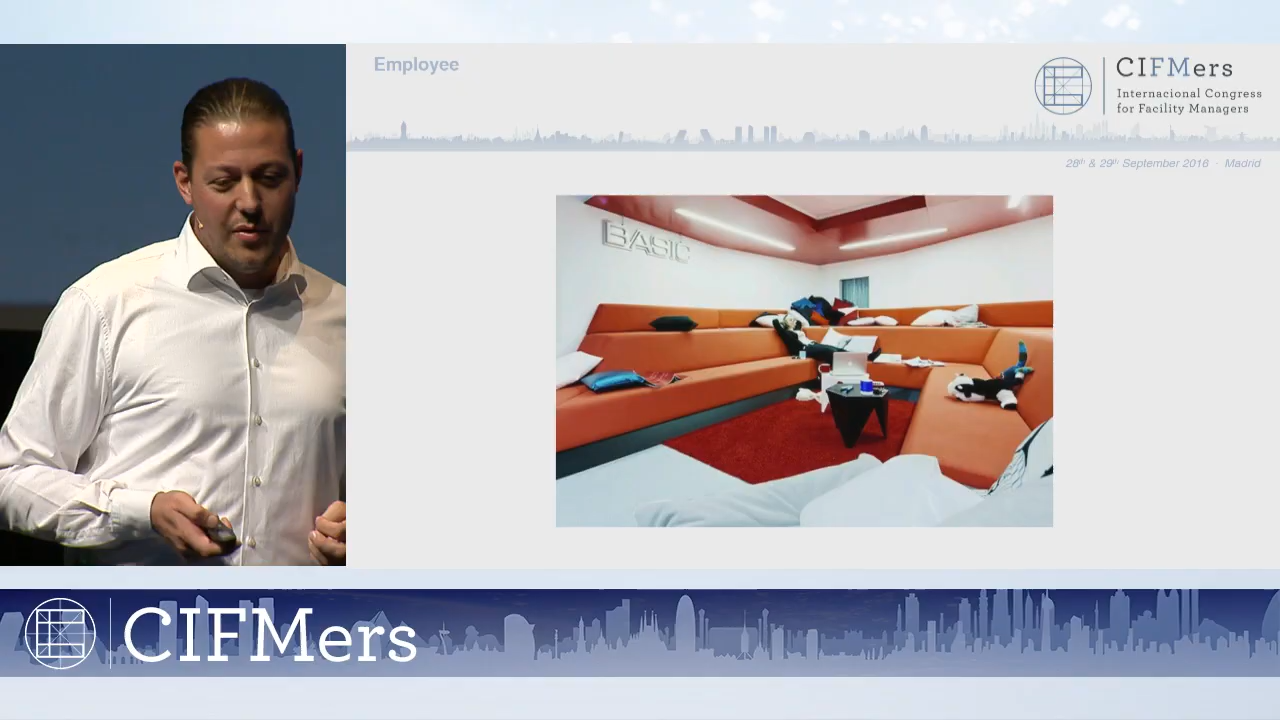 Employee
CIFMers
Internacional Congress
for Facility Managers
28th & 29th September 2016 · Madrid
BASIC
CIFMers